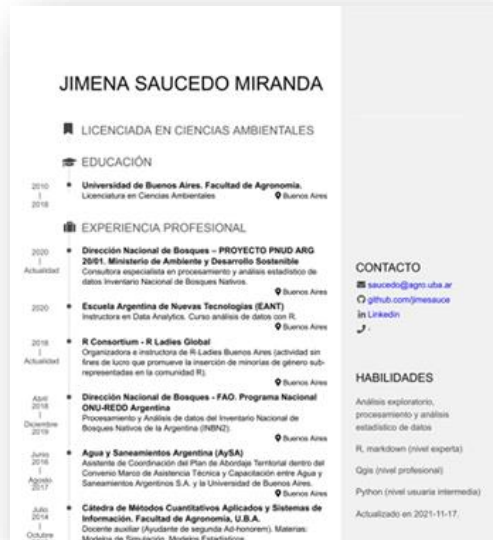 JIMENA SAUCEDO MIRANDA
LICENCIADA EN CIENCIAS AMBIENTALES
EDUCACIÓN
2010
|
2018
Universidad de Buenos Aires. Facultad de Agronomía.
Licenciatura en Ciencias Ambientales
Buenos Aires
EXPERIENCIA PROFESIONAL
2020
|
Actualidad
Dirección Nacional de Bosques – PROYECTO PNUD ARG
20/01. Ministerio de Ambiente y Desarrollo Sostenible
Consultora especialista en procesamiento y análisis estadístico de
datos Inventario Nacional de Bosques Nativos.
Buenos Aires
2020
Escuela Argentina de Nuevas Tecnologías (EANT)
Instructora en Data Analytics. Curso análisis de datos con R.
Buenos Aires
2018
|
Actualidad
R Consortium - R Ladies Global
Organizadora e instructora de R-Ladies Buenos Aires (actividad sin
fines de lucro que promueve la inserción de minorías de género sub-
representadas en la comunidad R).
Buenos Aires
Abril
2018
|
Diciembre
2019
Dirección Nacional de Bosques - FAO. Programa Nacional
ONU-REDD Argentina
Procesamiento y Análisis de datos del Inventario Nacional de
Bosques Nativos de la Argentina (INBN2).
Buenos Aires
Junio
2016
|
Agosto
2017
Agua y Saneamientos Argentina (AySA)
Asistente de Coordinación del Plan de Abordaje Territorial dentro del
Convenio Marco de Asistencia Técnica y Capacitación entre Agua y
Saneamientos Argentinos S.A. y la Universidad de Buenos Aires.
Buenos Aires
Julio
2014
|
Octubre
Cátedra de Métodos Cuantitativos Aplicados y Sistemas de
Información. Facultad de Agronomía, U.B.A.
Docente auxiliar (Ayudante de segunda Ad-honorem). Materias:
Modelos de Simulación, Modelos Estadísticos
CONTACTO
saucedo@agro.uba.ar
github.com/jimesauce
Linkedin
-
HABILIDADES
Análisis exploratorio,
procesamiento y análisis
estadístico de datos
R, markdown (nivel experta)
Qgis (nivel profesional)
Python (nivel usuaria intermedia)
Actualizado en 2021-11-17.